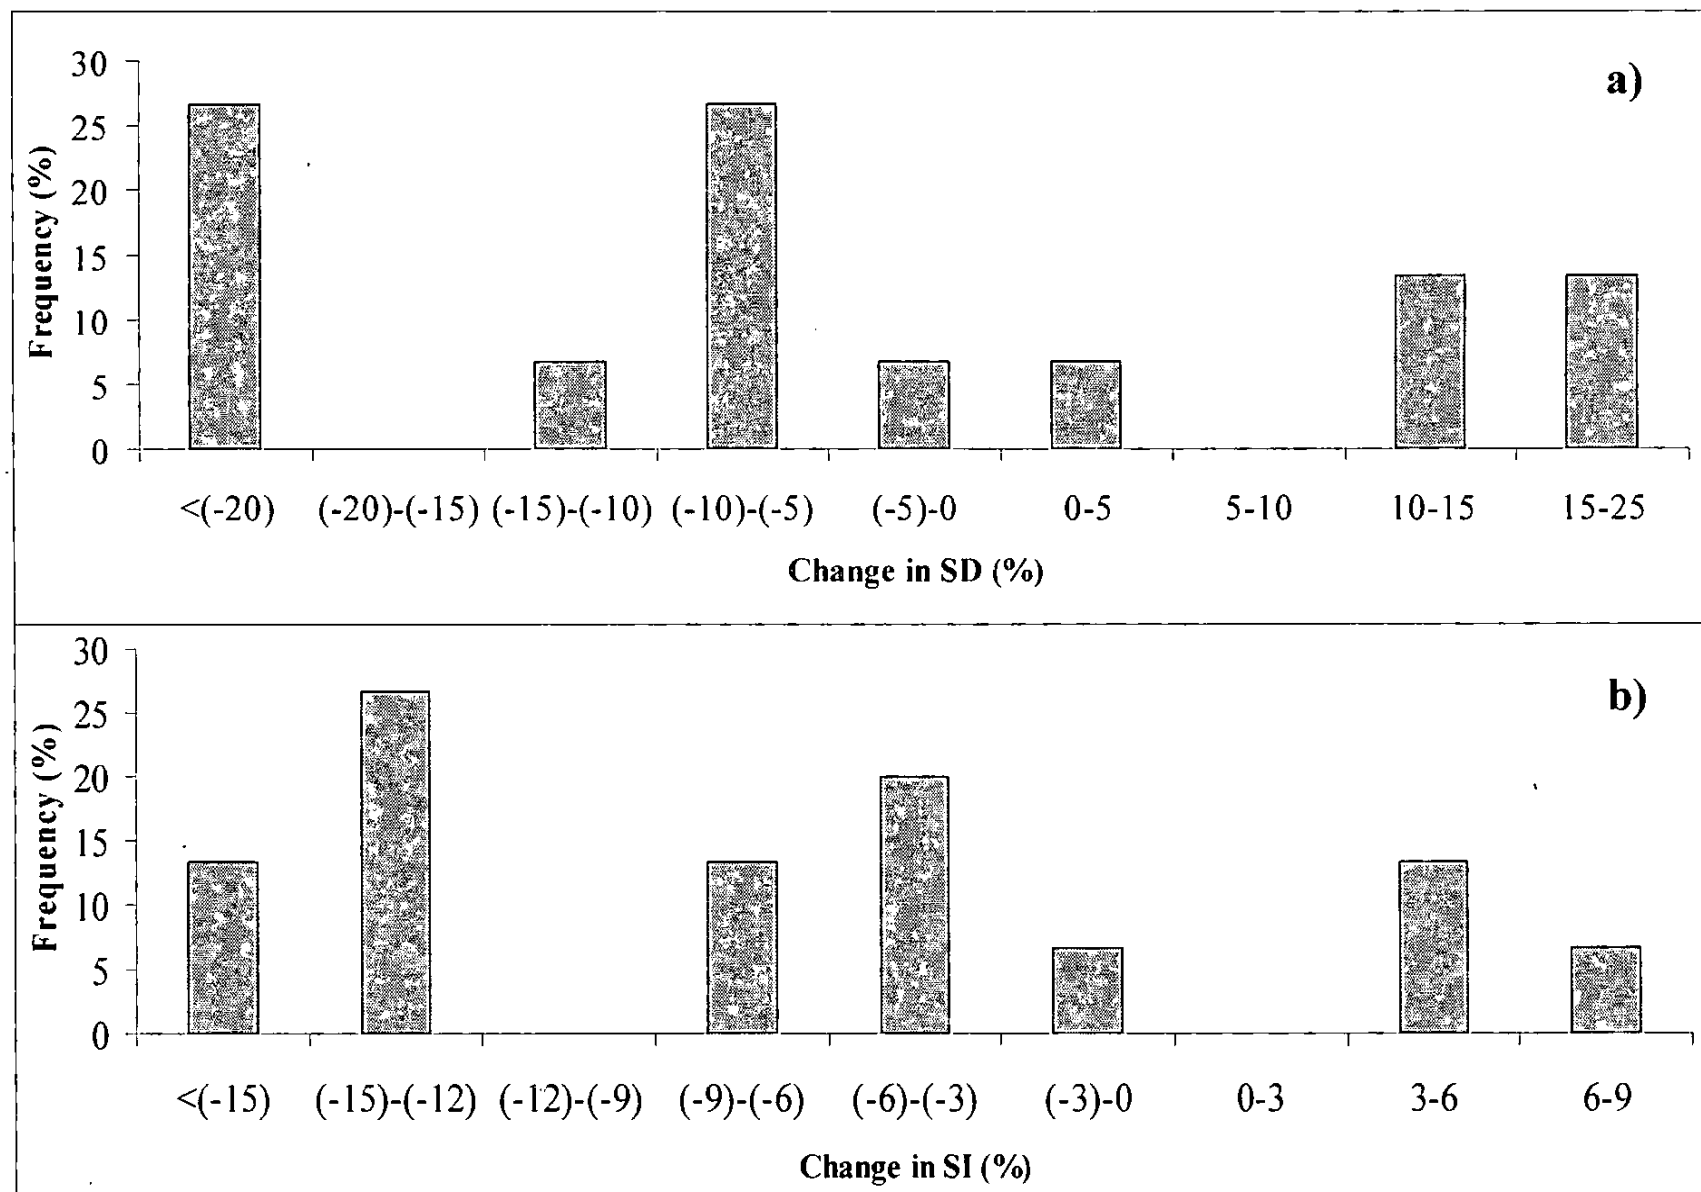 a)
30
25
20
15
10
5
0
Frequency (%)
<(-20) (-20)-(-15) (-15)-(-10) (-10)-(-5) (-5)-0 0-5 5-10 10-15 15-25
Change in SD (%)
b)
30
25
20
15
10
5
0
Frequency (%)
<(-15) (-15)-(-12) (-12)-(-9) (-9)-(-6) (-6)-(-3) (-3)-0 0-3 3-6 6-9
Change in SI (%)